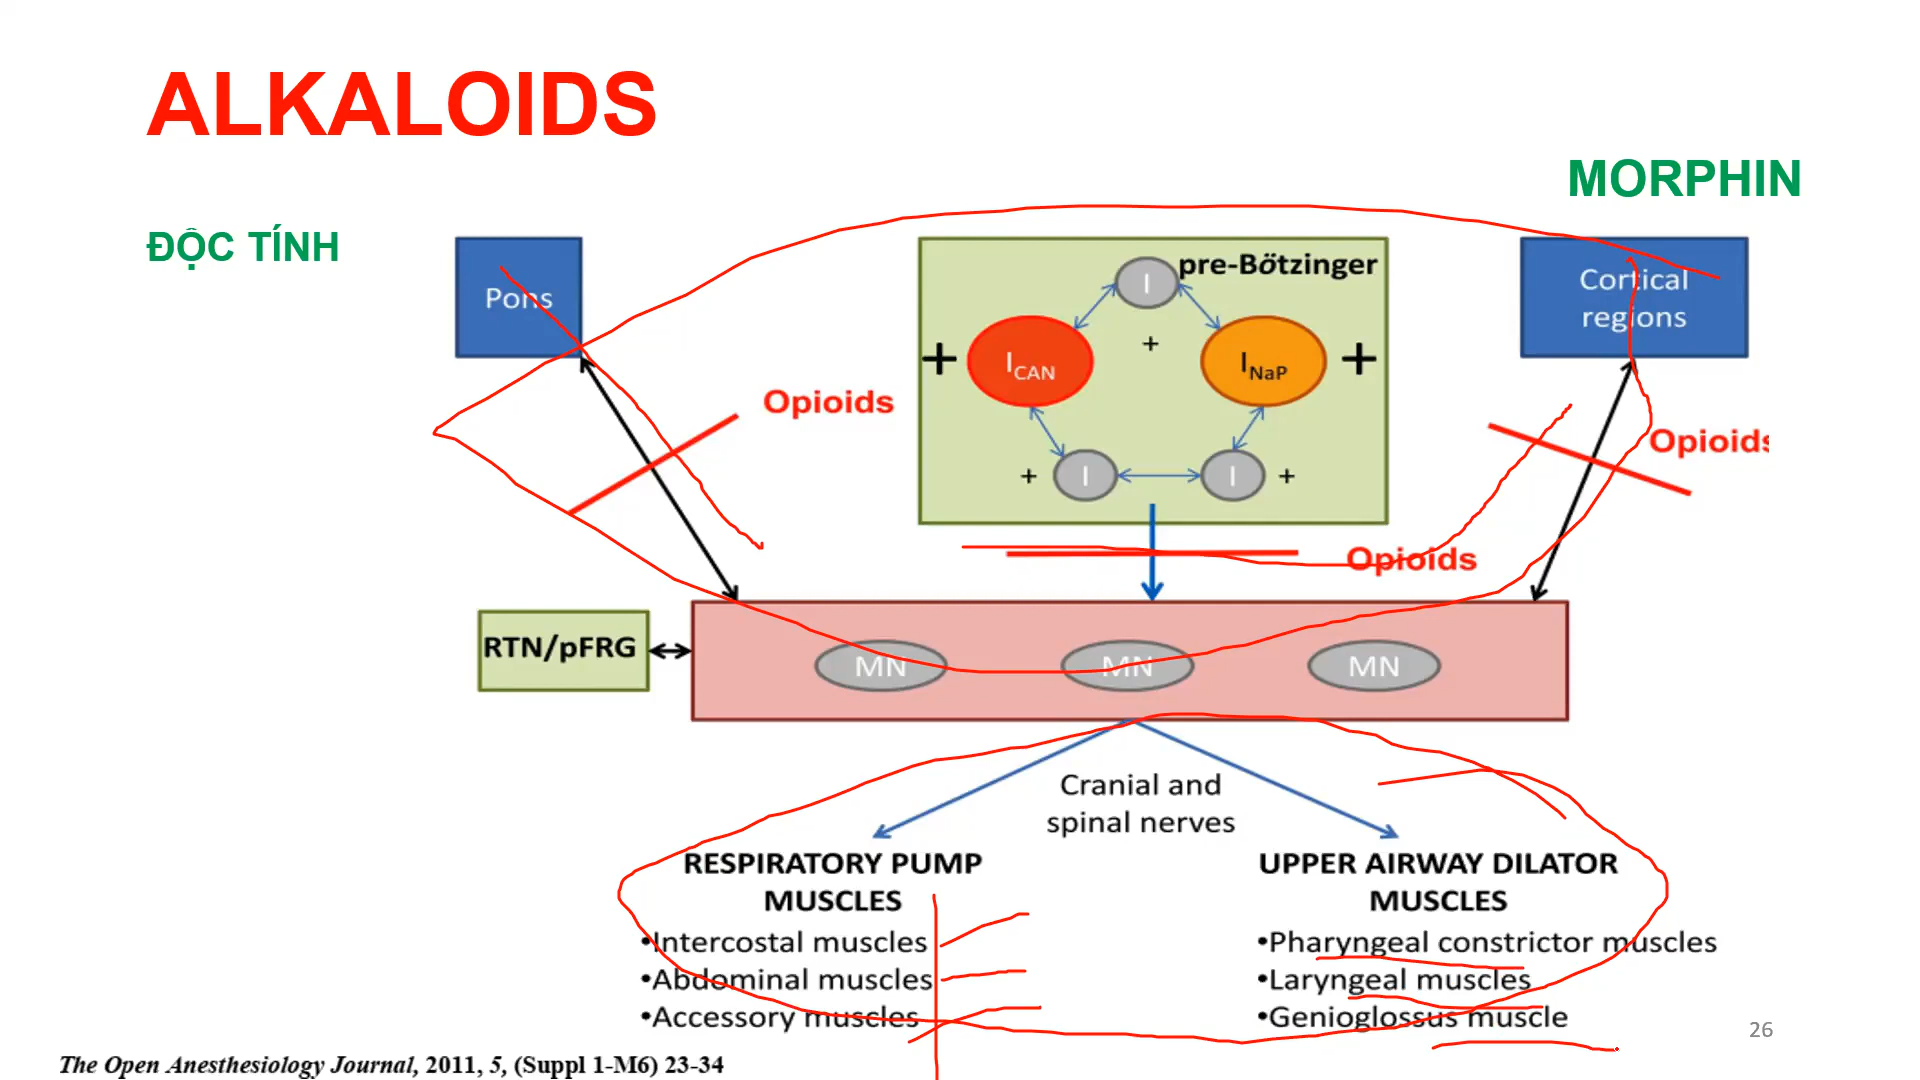 ALKALOIDS
MORPHIN
ĐỘC TÍNH
Pons
pre-Bötzinger
I
Cortical
regions
+
I
CAN
+
I
NaP
+
Opioids
Opioids
+
I
I
+
Opioids
RTN/pFRG
MN
MN
MN
Cranial and
spinal nerves
RESPIRATORY PUMP
MUSCLES
•Intercostal muscles
•Abdominal muscles
•Accessory muscles
UPPER AIRWAY DILATOR
MUSCLES
•Pharyngeal constrictor muscles
•Laryngeal muscles
•Genioglossus muscle
26
The Open Anesthesiology Journal, 2011, 5, (Suppl 1-M6) 23-34